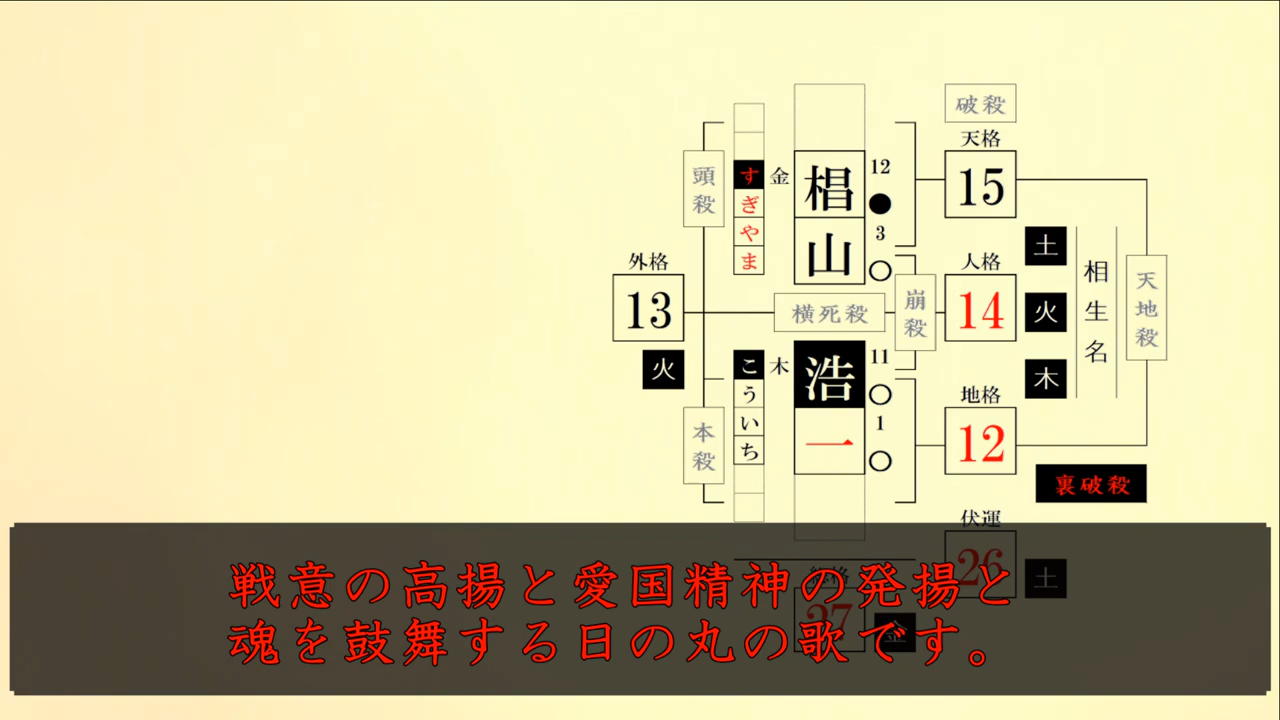 破殺
天格
15
頭殺
すぎやま
金
椙山
12
3
外格
13
火
横死殺
崩殺
人格
14
土
火
木
相生名
天地殺
本殺
こういち
木
浩一
11
1
地格
12
裏破殺
伏運
26
土
総格
27
金
戦意の高揚と愛国精神の発揚と
魂を鼓舞する日の丸の歌です。